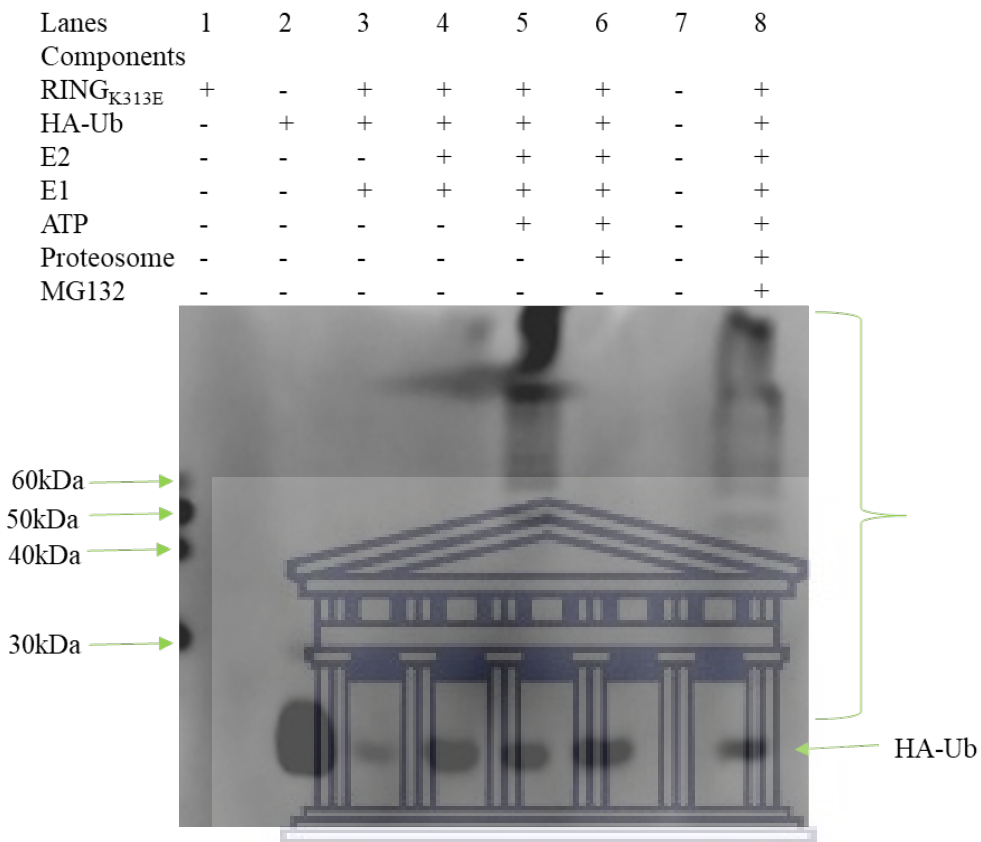 Lanes 1 2 3 4 5 6 7 8
Components
RINGK313E + - + + + + - +
HA-Ub - + + + + + - +
E2 - - - + + + - +
E1 - - + + + + - +
ATP - - - - + + - +
Proteosome - - - - - + - +
MG132 - - - - - - - +
60kDa
50kDa
40kDa
30kDa
HA-Ub